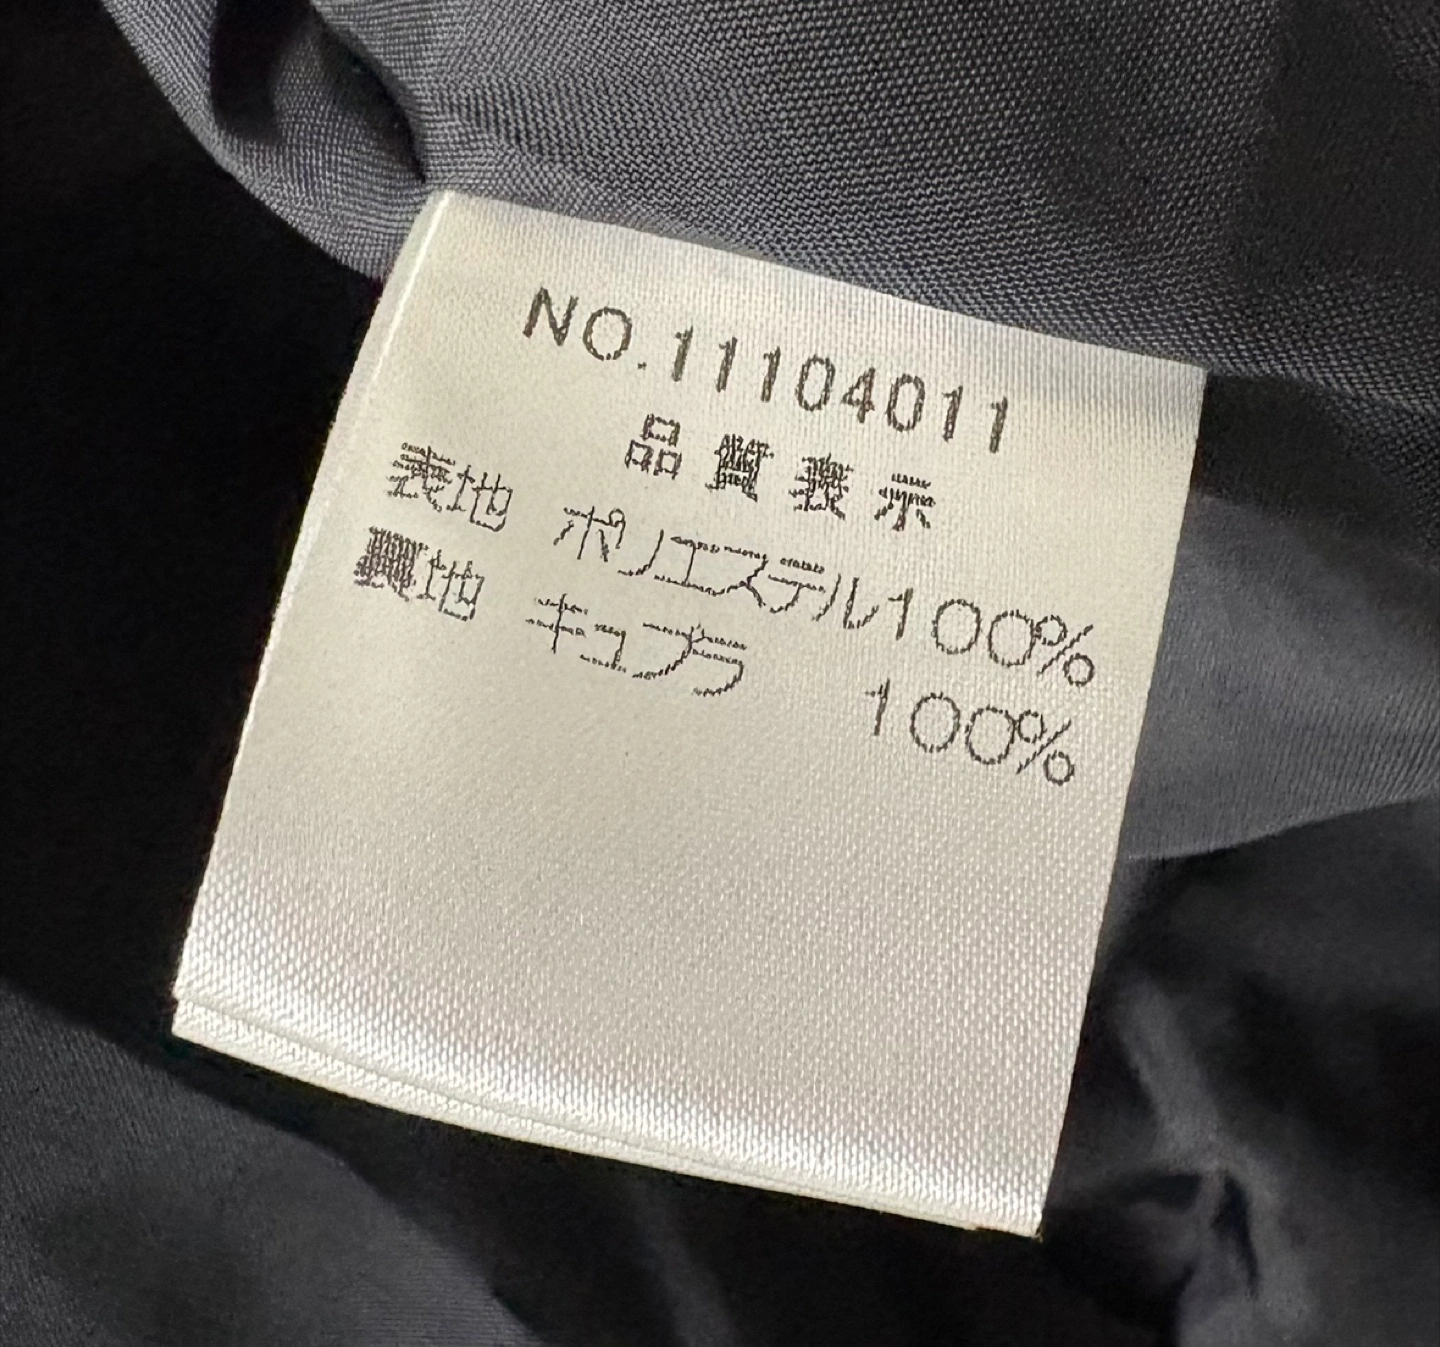 NO.11104011
品質表示
表地 ポリエステル100%
裏地 キュプラ 100%